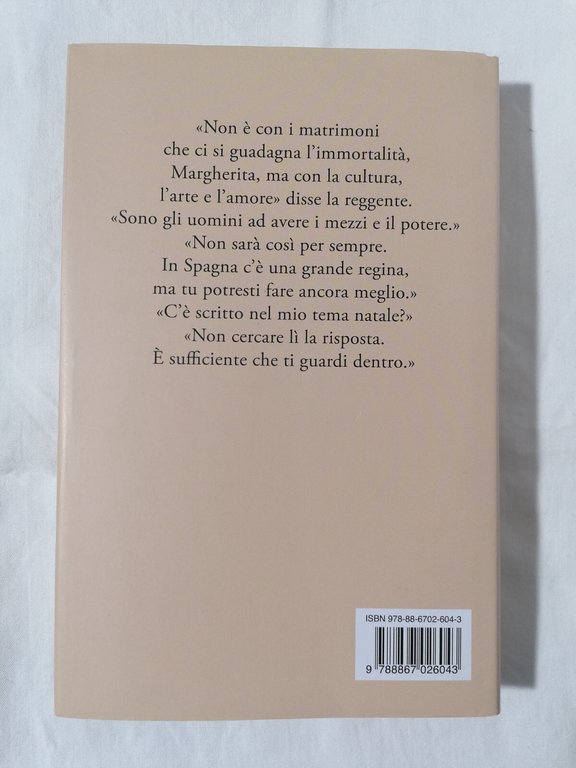 «Non è con i matrimoni
che ci si guadagna l’immortalità,
Margherita, ma con la cultura,
l’arte e l’amore» disse la reggente.
«Sono gli uomini ad avere i mezzi e il potere.»
«Non sarà così per sempre.
In Spagna c’è una grande regina,
ma tu potresti fare ancora meglio.»
«C’è scritto nel mio tema natale?»
«Non cercare lì la risposta.
È sufficiente che ti guardi dentro.»
ISBN 978-88-6702-604-3
9 788867 026043